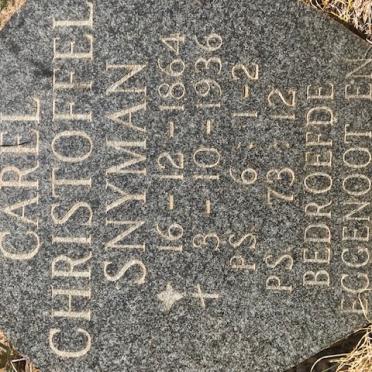 CAREL
CHRISTOFFEL
SNYMAN
16 - 12 - 1864
3 - 10 - 1936
PS 6 : 1 - 2
PS 73 : 12
BEDROEFDE
EGGENOOT EN